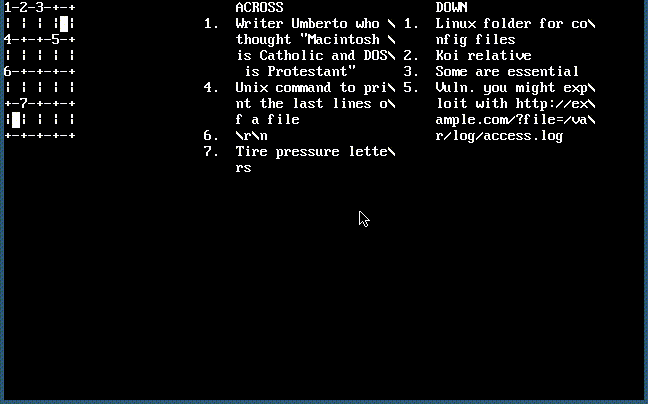 1-2-3-+-+
| | | | █ |
4-+-+-5-+
| | | | |
6-+-+-+-+
| | | | |
+-7-+-+-+
| █ | | |
+-+-+-+-+
ACROSS
1. Writer Umberto who \
thought "Macintosh \
is Catholic and DOS\
is Protestant"
4. Unix command to pri\
nt the last lines o\
f a file
6. \r\n
7. Tire pressure lette\
rs
DOWN
1. Linux folder for co\
nfig files
2. Koi relative
3. Some are essential
5. Vuln. you might exp\
loit with http://ex\
ample.com/?file=/va\
r/log/access.log